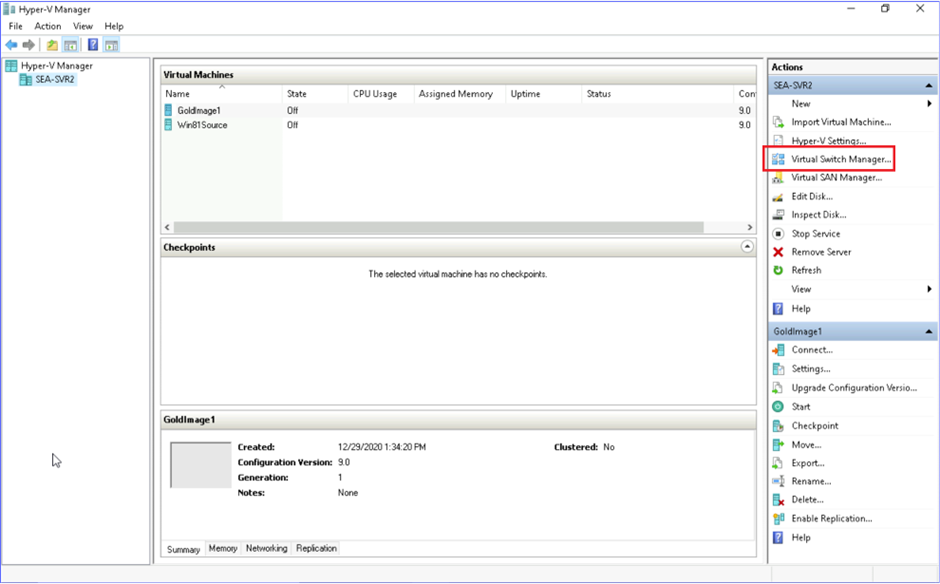 Hyper-V Manager
File Action View Help
Hyper-V Manager
SEA-SVR2
Virtual Machines
Name State CPU Usage Assigned Memory Uptime Status Con
GoldImage1 Off 9.0
Win81Source Off 9.0
Checkpoints
The selected virtual machine has no checkpoints.
GoldImage1
Created: 12/29/2020 1:34:20 PM Clustered: No
Configuration Version: 9.0
Generation: 1
Notes: None
Summary Memory Networking Replication
Actions
SEA-SVR2
New
Import Virtual Machine...
Hyper-V Settings...
Virtual Switch Manager...
Virtual SAN Manager...
Edit Disk...
Inspect Disk...
Stop Service
Remove Server
Refresh
View
Help
GoldImage1
Connect...
Settings...
Upgrade Configuration Versio...
Start
Checkpoint
Move...
Export...
Rename...
Delete...
Enable Replication...
Help